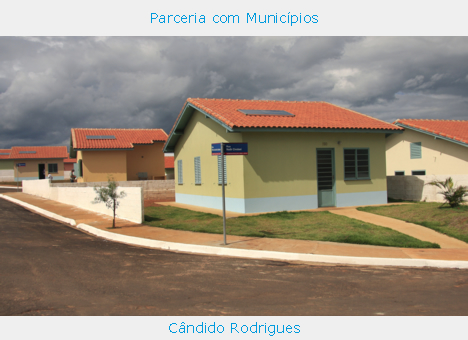 Parceria com Municípios
Cândido Rodrigues